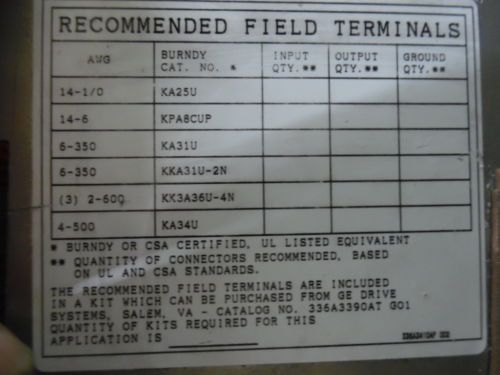 RECOMMENDED FIELD TERMINALS
AWG BURNDY CAT. NO. * INPUT QTY.** OUTPUT QTY.** GROUND QTY.**
14-1/0 KA25U
14-6 KPA8CUP
6-350 KA31U
6-350 KKA31U-2N
(3) 2-600 KK3A36U-4N
4-500 KA34U
* BURNDY OR CSA CERTIFIED, UL LISTED EQUIVALENT
** QUANTITY OF CONNECTORS RECOMMENDED, BASED
ON UL AND CSA STANDARDS.
THE RECOMMENDED FIELD TERMINALS ARE INCLUDED
IN A KIT WHICH CAN BE PURCHASED FROM GE DRIVE
SYSTEMS, SALEM, VA - CATALOG NO. 336A3390AT G01
QUANTITY OF KITS REQUIRED FOR THIS
APPLICATION IS